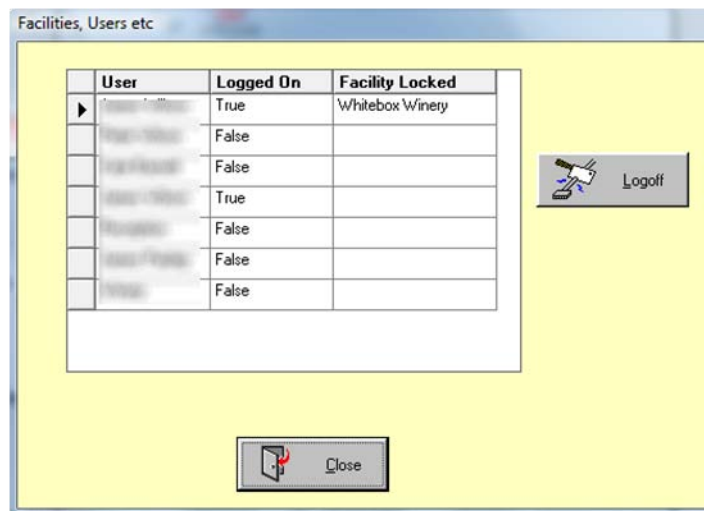 Facilities, Users etc
User Logged On Facility Locked
True Whitebox Winery
False
False
True
False
False
False
Logoff
Close